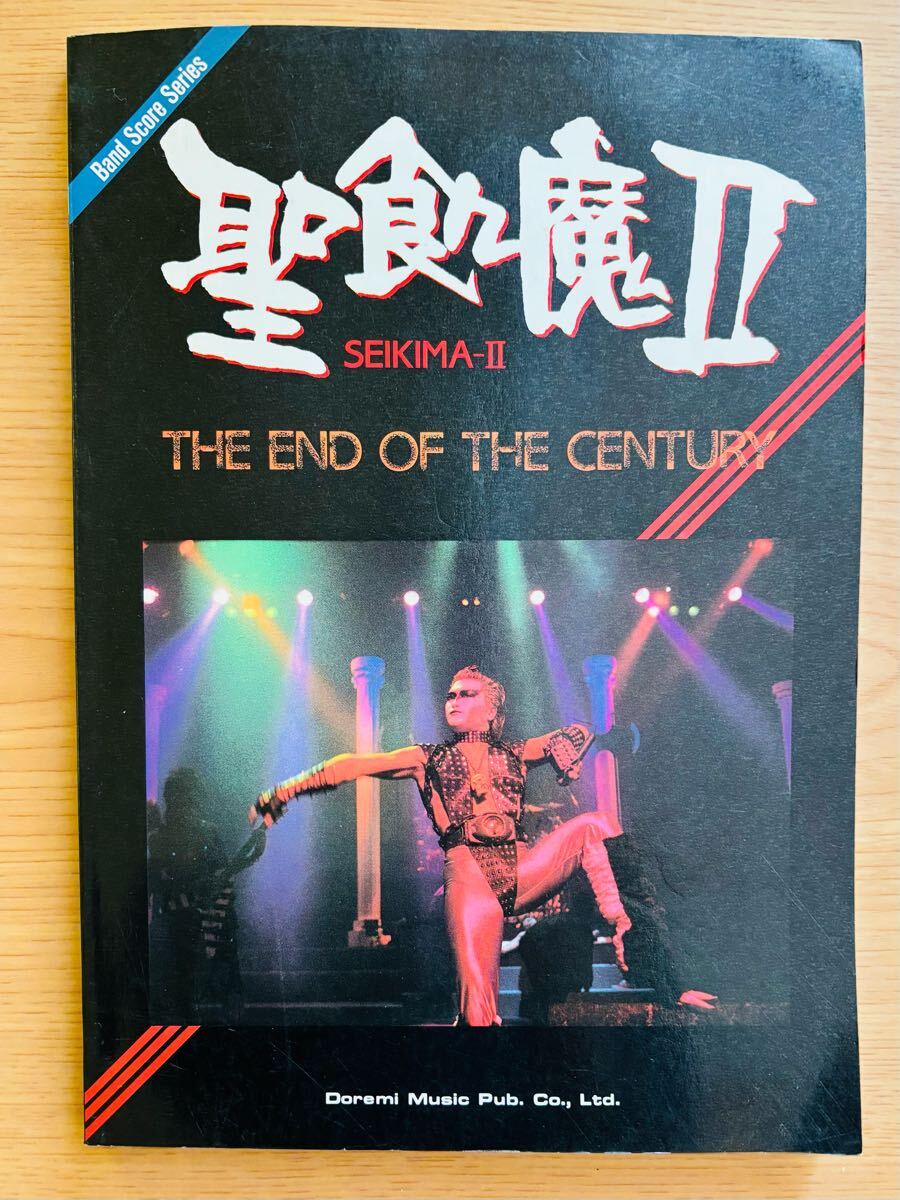 Band Score Series
聖飢魔II
SEIKIMA-II
THE END OF THE CENTURY
Doremi Music Pub. Co., Ltd.